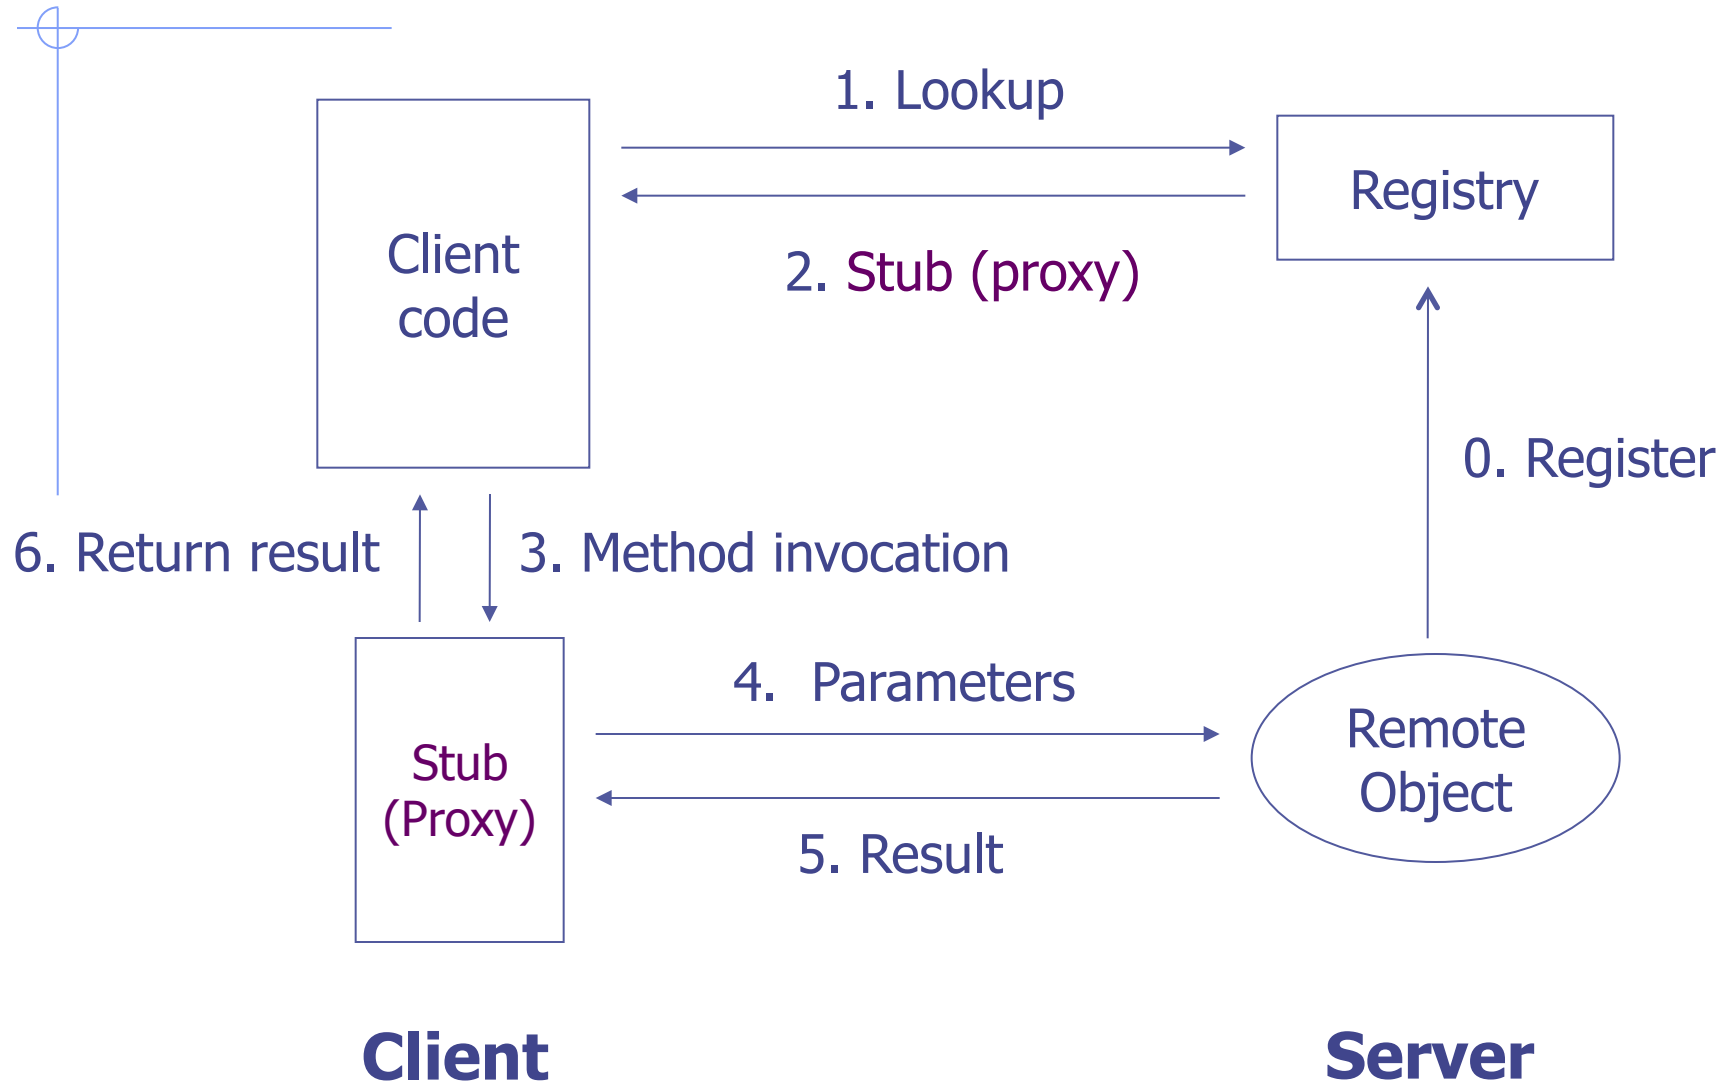 1. Lookup
Registry
Client
code
2. Stub (proxy)
0. Register
6. Return result
3. Method invocation
4. Parameters
Remote
Object
Stub
(Proxy)
5. Result
Client
Server